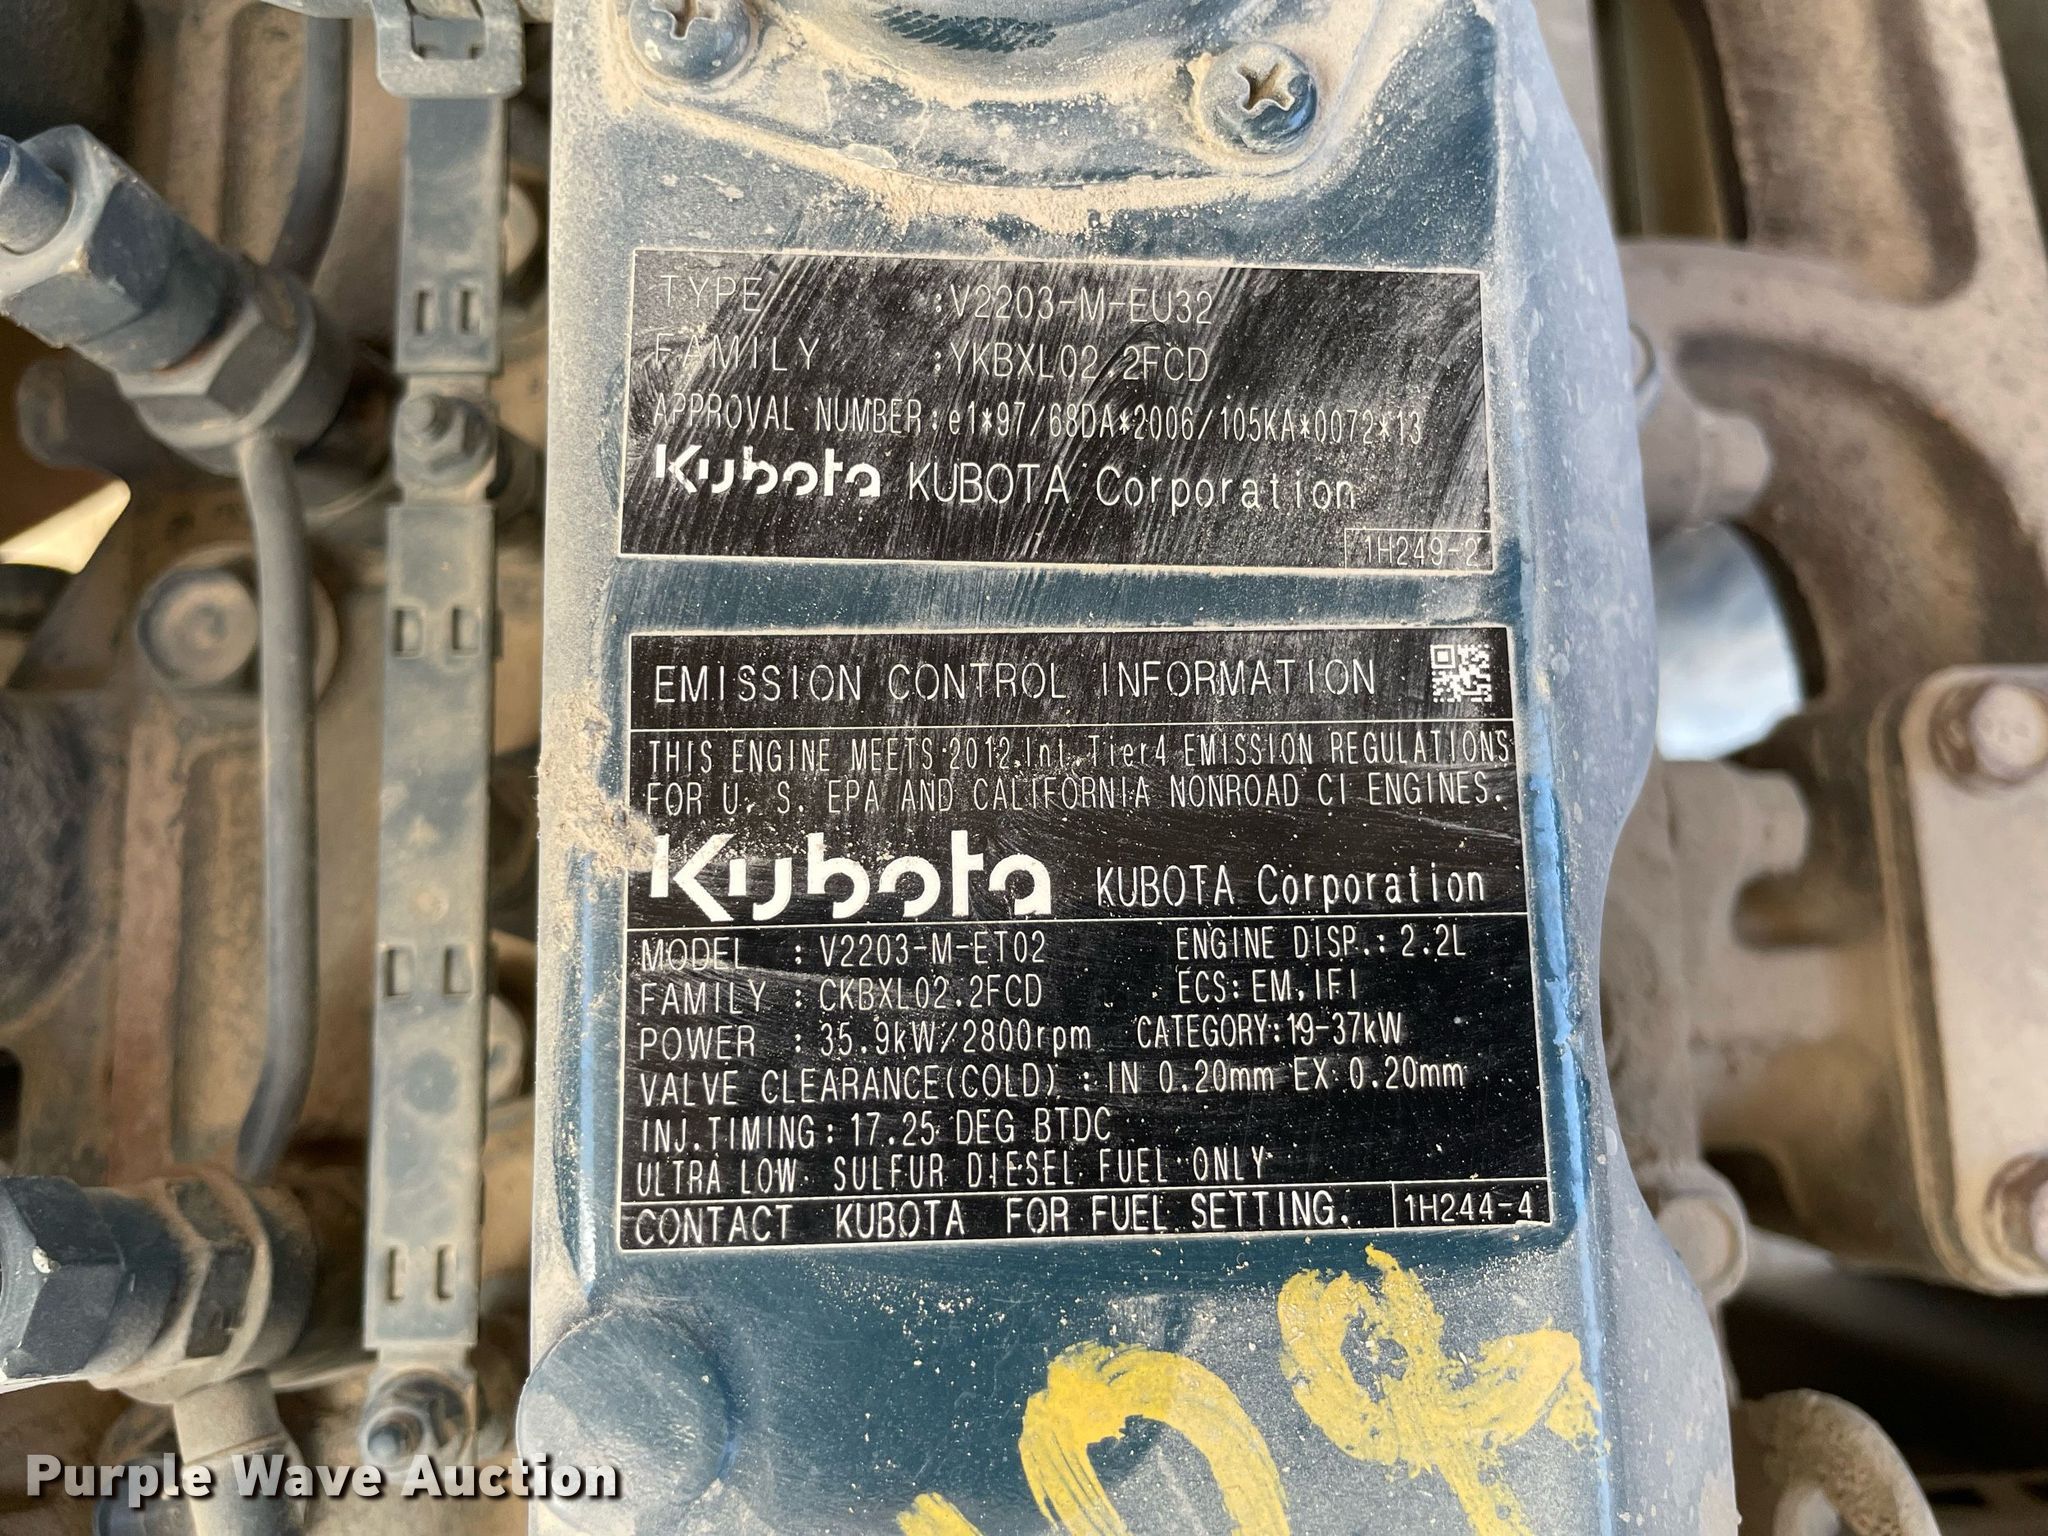 TYPE :V2203-M-EU32
FAMILY :YKBXL02.2FCD
APPROVAL NUMBER:e1*97/68DA*2006/105KA*0072*13
Kubota KUBOTA Corporation
1H249-2
EMISSION CONTROL INFORMATION
THIS ENGINE MEETS 2012 Int. Tier4 EMISSION REGULATIONS
FOR U. S. EPA AND CALIFORNIA NONROAD CI ENGINES.
Kubota KUBOTA Corporation
MODEL : V2203-M-ET02 ENGINE DISP.: 2.2L
FAMILY : CKBXL02.2FCD ECS: EM, IFI
POWER : 35.9kW/2800rpm CATEGORY:19-37kW
VALVE CLEARANCE(COLD) : IN 0.20mm EX 0.20mm
INJ.TIMING: 17.25 DEG BTDC
ULTRA LOW SULFUR DIESEL FUEL ONLY
CONTACT KUBOTA FOR FUEL SETTING. 1H244-4
Purple Wave Auction